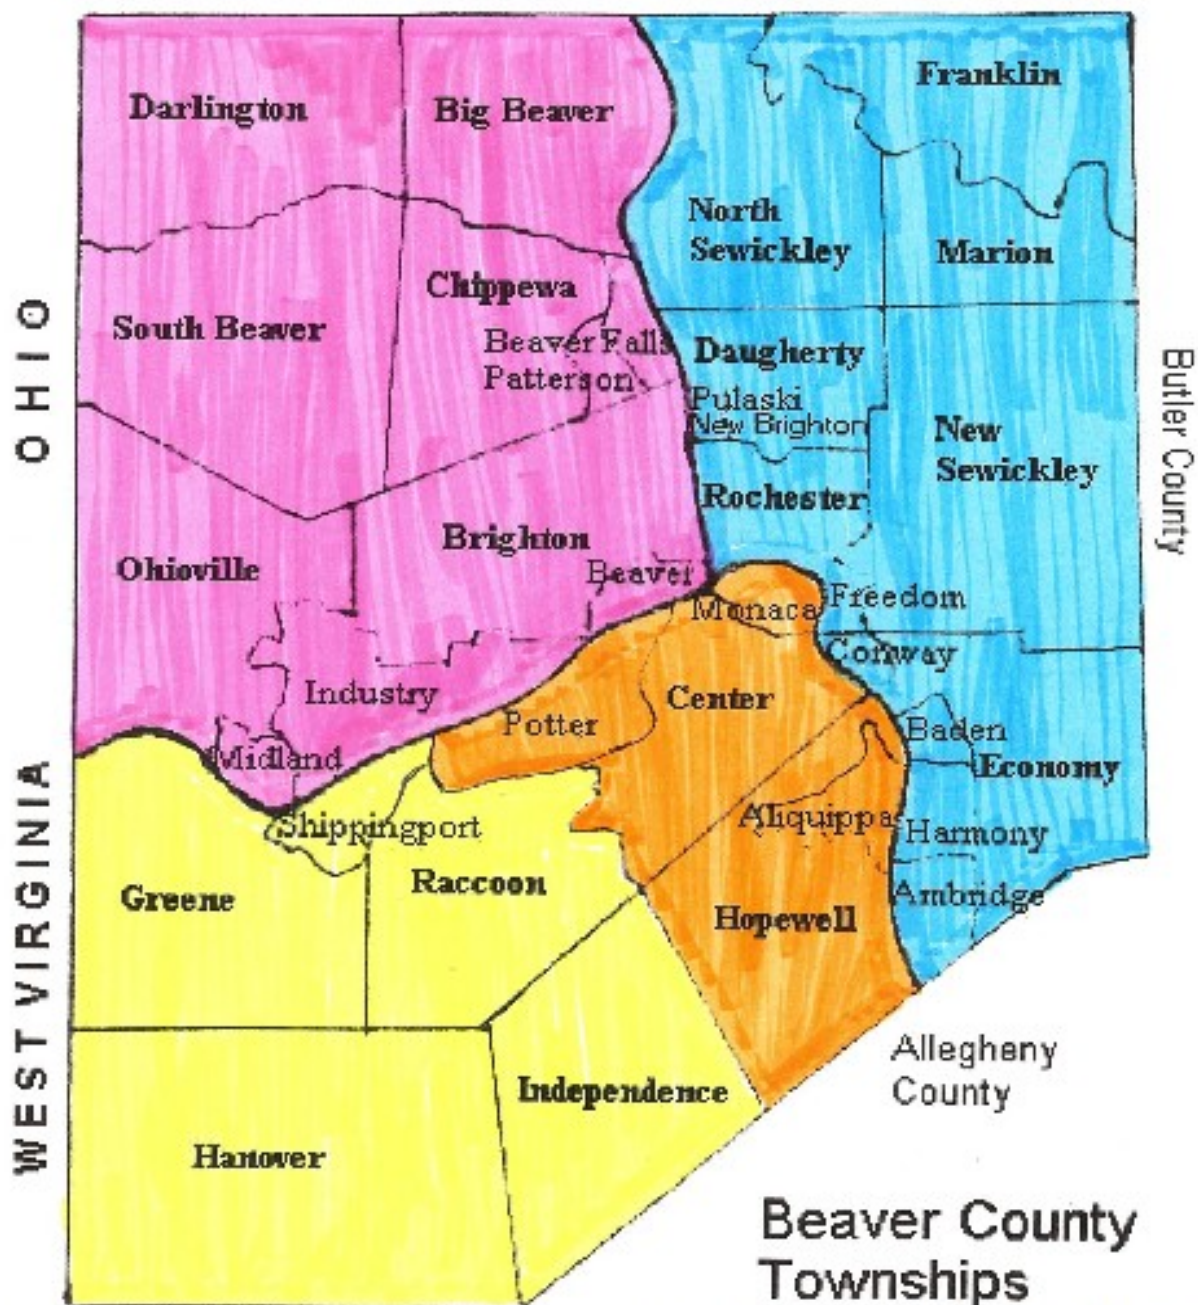 Franklin
Darlington
Big Beaver
North
Sewickley
Marion
Chippewa
South Beaver
Beaver Falls
Patterson
Daugherty
Pulaski
New Brighton
New
Sewickley
Rochester
Brighton
Ohioville
Beaver
Monaca
Freedom
Conway
Industry
Center
Potter
Baden
Midland
Economy
Aliquippa
Shippingport
Harmony
Raccoon
Greene
Ambridge
Hopewell
Independence
Hanover
OHIO
WEST VIRGINIA
Butler County
Allegheny
County
Beaver County
Townships